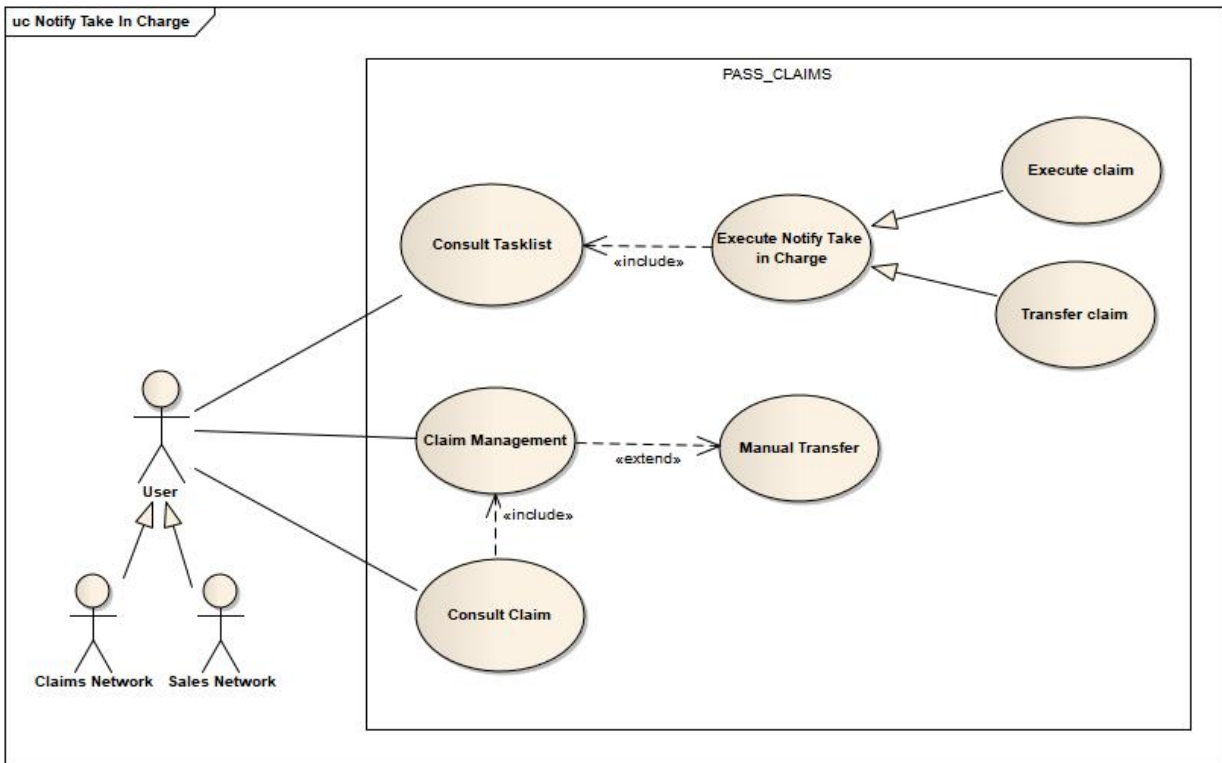 uc Notify Take In Charge
PASS_CLAIMS
Execute claim
Consult Tasklist
Execute Notify Take
in Charge
«include»
Transfer claim
Claim Management
Manual Transfer
«extend»
User
«include»
Consult Claim
Claims Network
Sales Network